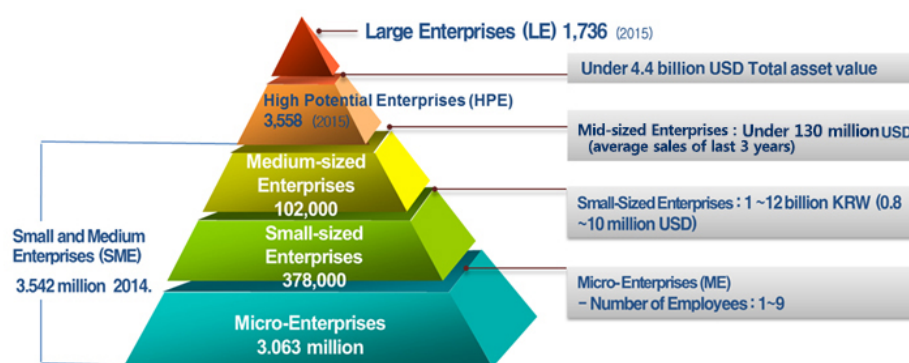 Large Enterprises (LE) 1,736 (2015)
Under 4.4 billion USD Total asset value
High Potential Enterprises (HPE)
3,558 (2015)
Mid-sized Enterprises : Under 130 million USD
(average sales of last 3 years)
Medium-sized
Enterprises
102,000
Small-Sized Enterprises : 1 ~12 billion KRW (0.8
~10 million USD)
Small-sized
Enterprises
378,000
Small and Medium
Enterprises (SME)
3.542 million 2014.
Micro-Enterprises (ME)
- Number of Employees : 1~9
Micro-Enterprises
3.063 million